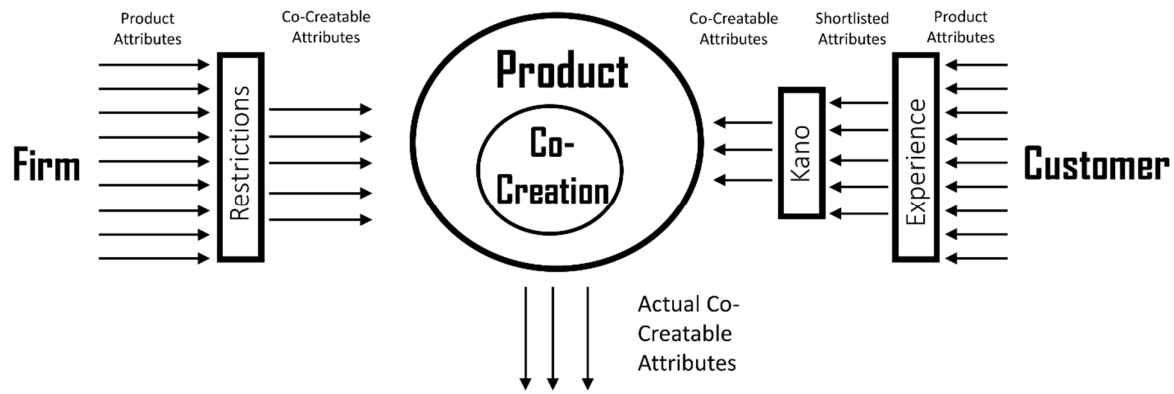 Product
Attributes
Co-Creatable
Attributes
Co-Creatable
Attributes
Shortlisted
Attributes
Product
Attributes
Firm
Restrictions
Product
Co-
Creation
Kano
Experience
Customer
Actual Co-
Creatable
Attributes